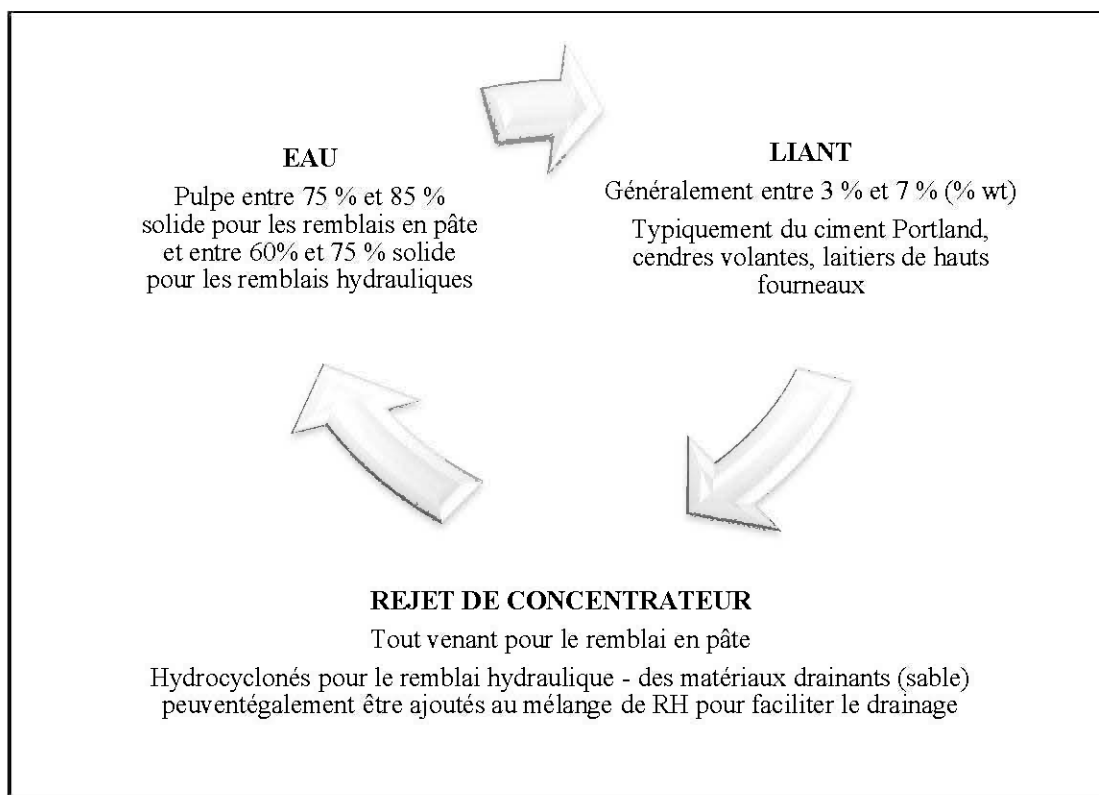 EAU
Pulpe entre 75 % et 85 %
solide pour les remblais en pâte
et entre 60% et 75 % solide
pour les remblais hydrauliques
LIANT
Généralement entre 3 % et 7 % (% wt)
Typiquement du ciment Portland,
cendres volantes, laitiers de hauts
fourneaux
REJET DE CONCENTRATEUR
Tout venant pour le remblai en pâte
Hydrocyclonés pour le remblai hydraulique - des matériaux drainants (sable)
peuventégalement être ajoutés au mélange de RH pour faciliter le drainage